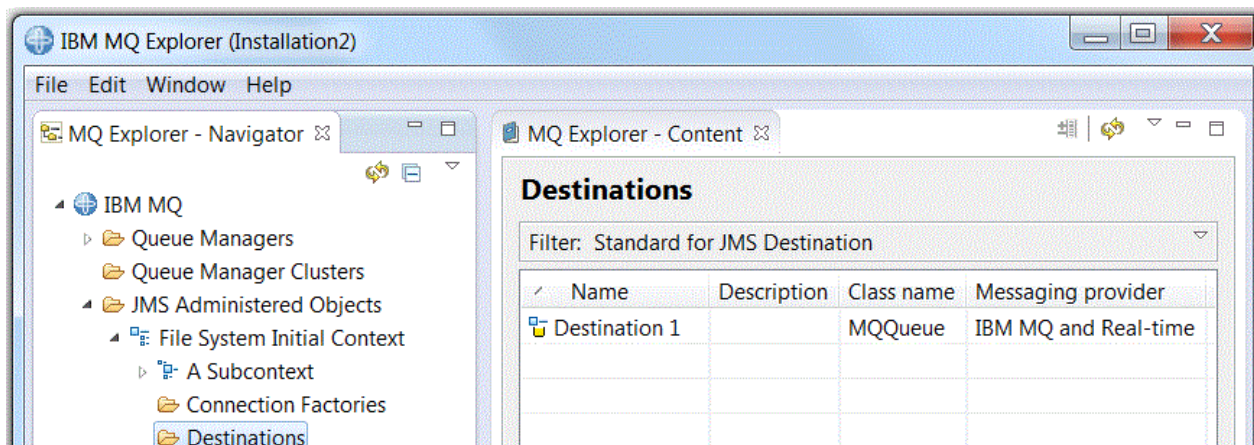 IBM MQ Explorer (Installation2)
File Edit Window Help
MQ Explorer - Navigator
IBM MQ
Queue Managers
Queue Manager Clusters
JMS Administered Objects
File System Initial Context
A Subcontext
Connection Factories
Destinations
MQ Explorer - Content
Destinations
Filter: Standard for JMS Destination
Name Description Class name Messaging provider
Destination 1 MQQueue IBM MQ and Real-time